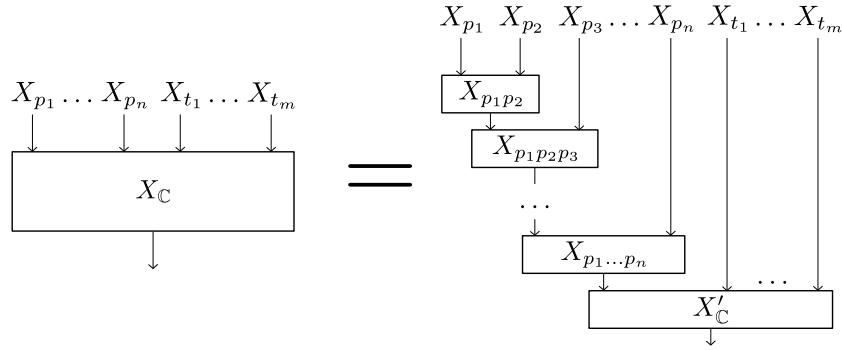 X_{p_1} ... X_{p_n} X_{t_1} ... X_{t_m}
X_ℂ
=
X_{p_1} X_{p_2} X_{p_3} ... X_{p_n} X_{t_1} ... X_{t_m}
X_{p_1p_2}
X_{p_1p_2p_3}
...
X_{p_1...p_n}
...
X'_ℂ